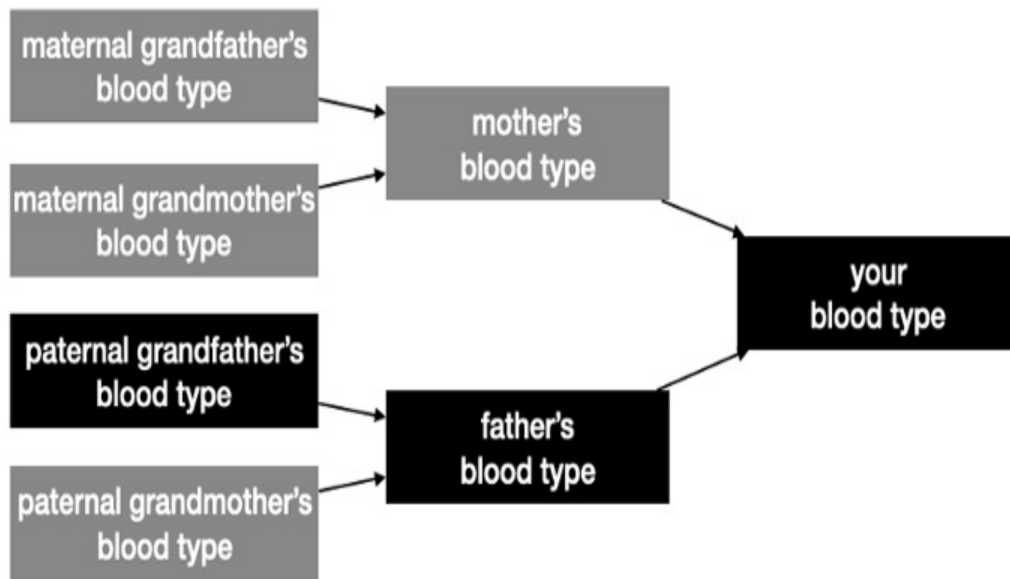 maternal grandfather's
blood type
maternal grandmother's
blood type
paternal grandfather's
blood type
paternal grandmother's
blood type
mother's
blood type
father's
blood type
your
blood type